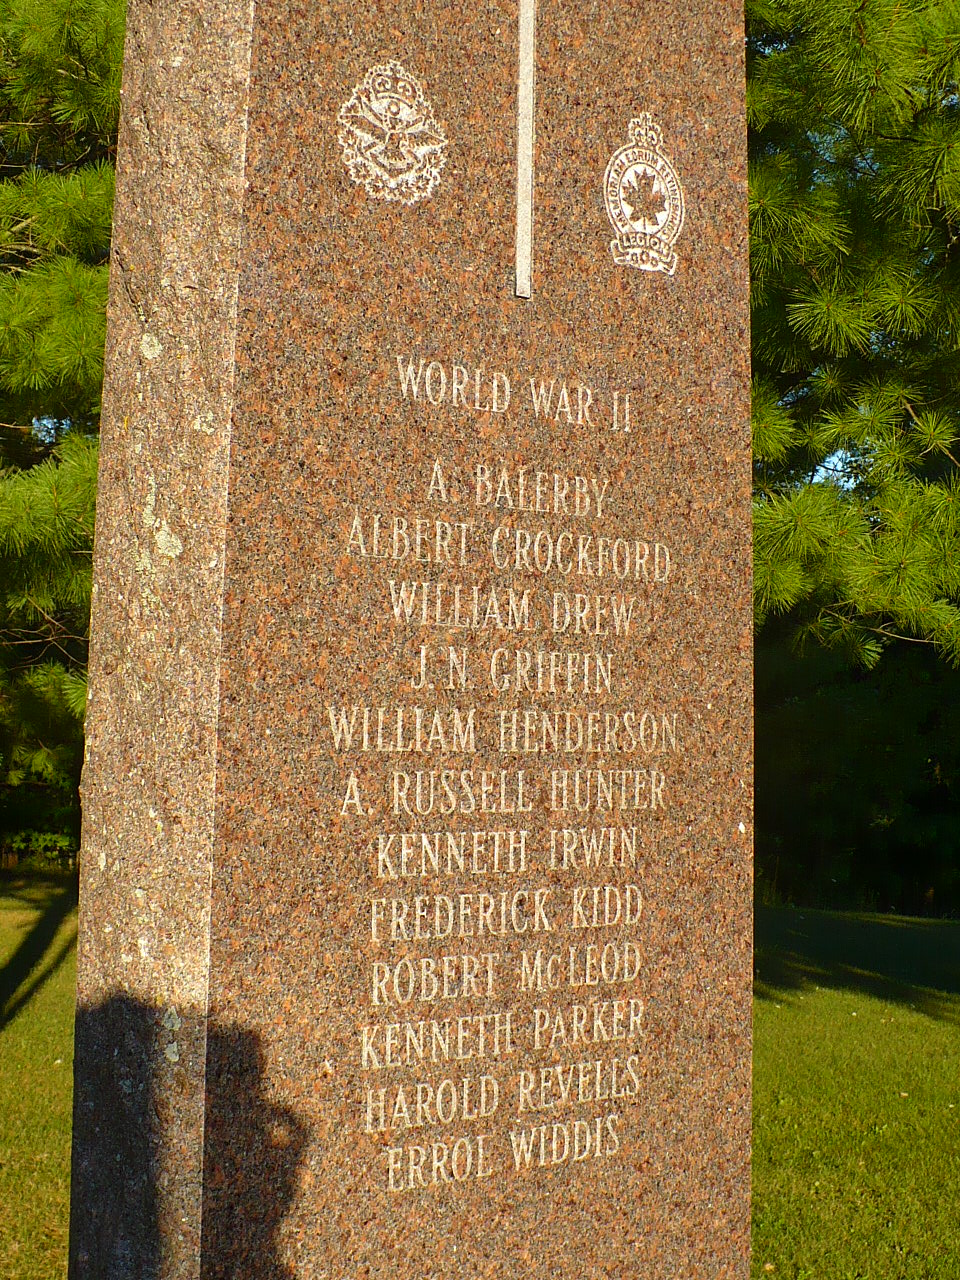 LEGION
WORLD WAR II
A. BALERBY
ALBERT CROCKFORD
WILLIAM DREW
J. N. GRIFFIN
WILLIAM HENDERSON
A. RUSSELL HUNTER
KENNETH IRWIN
FREDERICK KIDD
ROBERT McLEOD
KENNETH PARKER
HAROLD REVELLS
ERROL WIDDIS